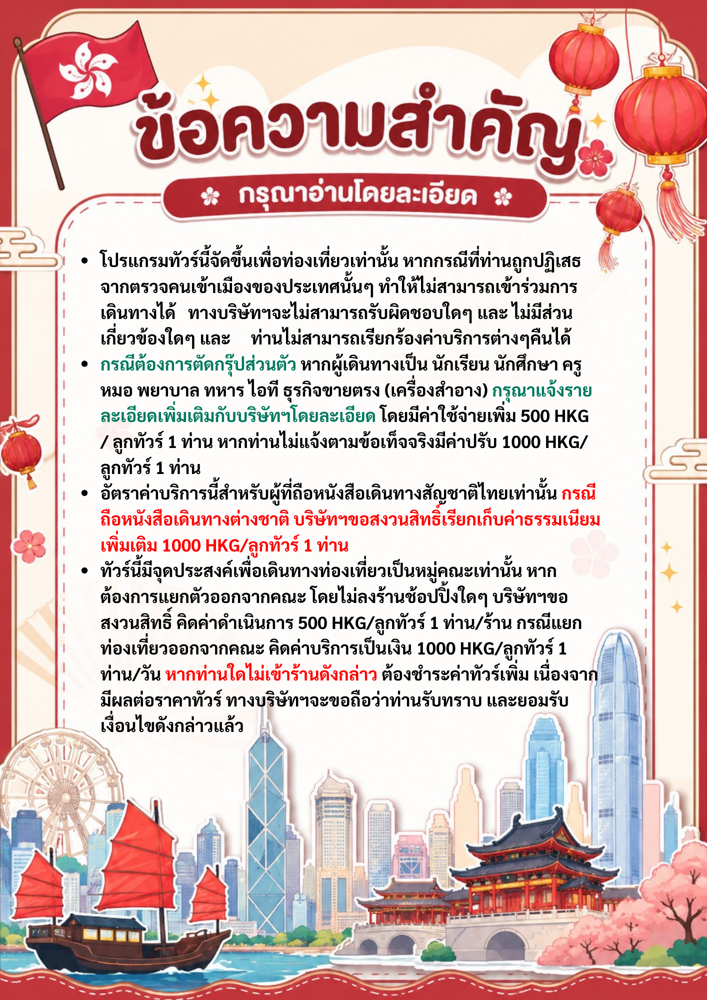 ข้อความสำคัญ
กรุณาอ่านโดยละเอียด
• โปรแกรมทัวร์นี้จัดขึ้นเพื่อท่องเที่ยวเท่านั้น หากกรณีที่ท่านถูกปฏิเสธ
จากตรวจคนเข้าเมืองของประเทศนั้นๆ ทำให้ไม่สามารถเข้าร่วมการ
เดินทางได้ ทางบริษัทฯจะไม่สามารถรับผิดชอบใดๆ และ ไม่มีส่วน
เกี่ยวข้องใดๆ และ ท่านไม่สามารถเรียกร้องค่าบริการต่างๆคืนได้
• กรณีต้องการตัดกรุ๊ปส่วนตัว หากผู้เดินทางเป็น นักเรียน นักศึกษา ครู
หมอ พยาบาล ทหาร ไอที ธุรกิจขายตรง (เครื่องสำอาง) กรุณาแจ้งราย
ละเอียดเพิ่มเติมกับบริษัทฯโดยละเอียด โดยมีค่าใช้จ่ายเพิ่ม 500 HKG
/ ลูกทัวร์ 1 ท่าน หากท่านไม่แจ้งตามข้อเท็จจริงมีค่าปรับ 1000 HKG/
ลูกทัวร์ 1 ท่าน
• อัตราค่าบริการนี้สำหรับผู้ที่ถือหนังสือเดินทางสัญชาติไทยเท่านั้น กรณี
ถือหนังสือเดินทางต่างชาติ บริษัทฯขอสงวนสิทธิ์เรียกเก็บค่าธรรมเนียม
เพิ่มเติม 1000 HKG/ลูกทัวร์ 1 ท่าน
• ทัวร์นี้มีจุดประสงค์เพื่อเดินทางท่องเที่ยวเป็นหมู่คณะเท่านั้น หาก
ต้องการแยกตัวออกจากคณะ โดยไม่ลงร้านช้อปปิ้งใดๆ บริษัทฯขอ
สงวนสิทธิ์ คิดค่าดำเนินการ 500 HKG/ลูกทัวร์ 1 ท่าน/ร้าน กรณีแยก
ท่องเที่ยวออกจากคณะ คิดค่าบริการเป็นเงิน 1000 HKG/ลูกทัวร์ 1
ท่าน/วัน หากท่านใดไม่เข้าร้านดังกล่าว ต้องชำระค่าทัวร์เพิ่ม เนื่องจาก
มีผลต่อราคาทัวร์ ทางบริษัทฯจะขอถือว่าท่านรับทราบ และยอมรับ
เงื่อนไขดังกล่าวแล้ว